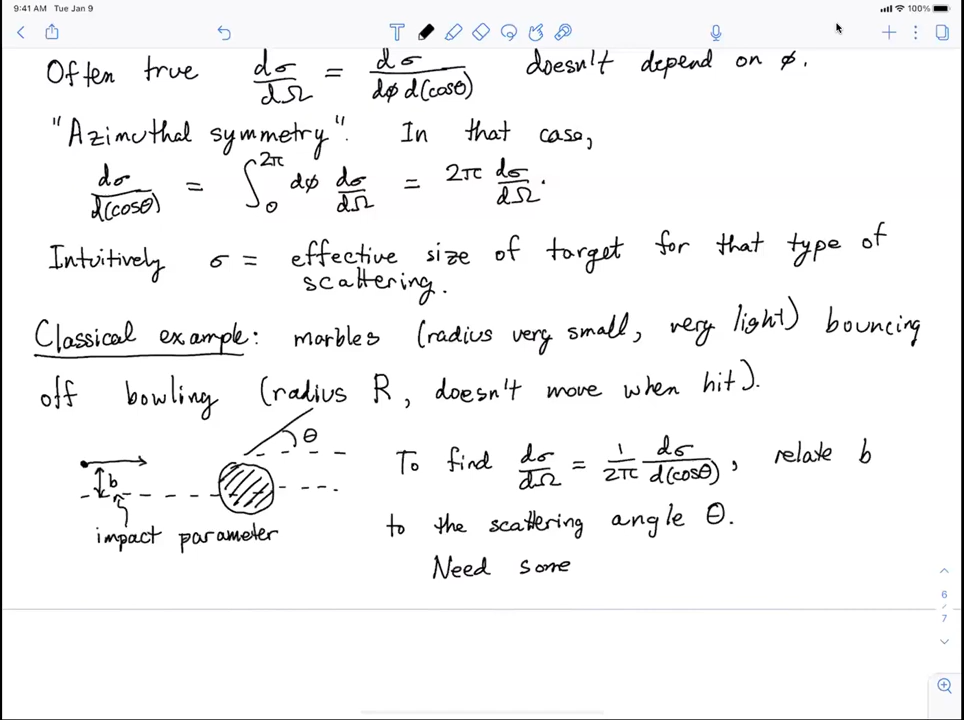 9:41 AM Tue Jan 9
100%
Often true dσ/dΩ = dσ/dϕ d(cosθ) doesn't depend on ϕ.
"Azimuthal symmetry". In that case,
dσ/d(cosθ) = ∫₀^2π dϕ dσ/dΩ = 2π dσ/dΩ.
Intuitively σ = effective size of target for that type of
scattering.
Classical example: marbles (radius very small, very light) bouncing
off bowling (radius R, doesn't move when hit).
θ
b
impact parameter
To find dσ/dΩ = 1/2π dσ/d(cosθ), relate b
to the scattering angle θ.
Need some
6
7